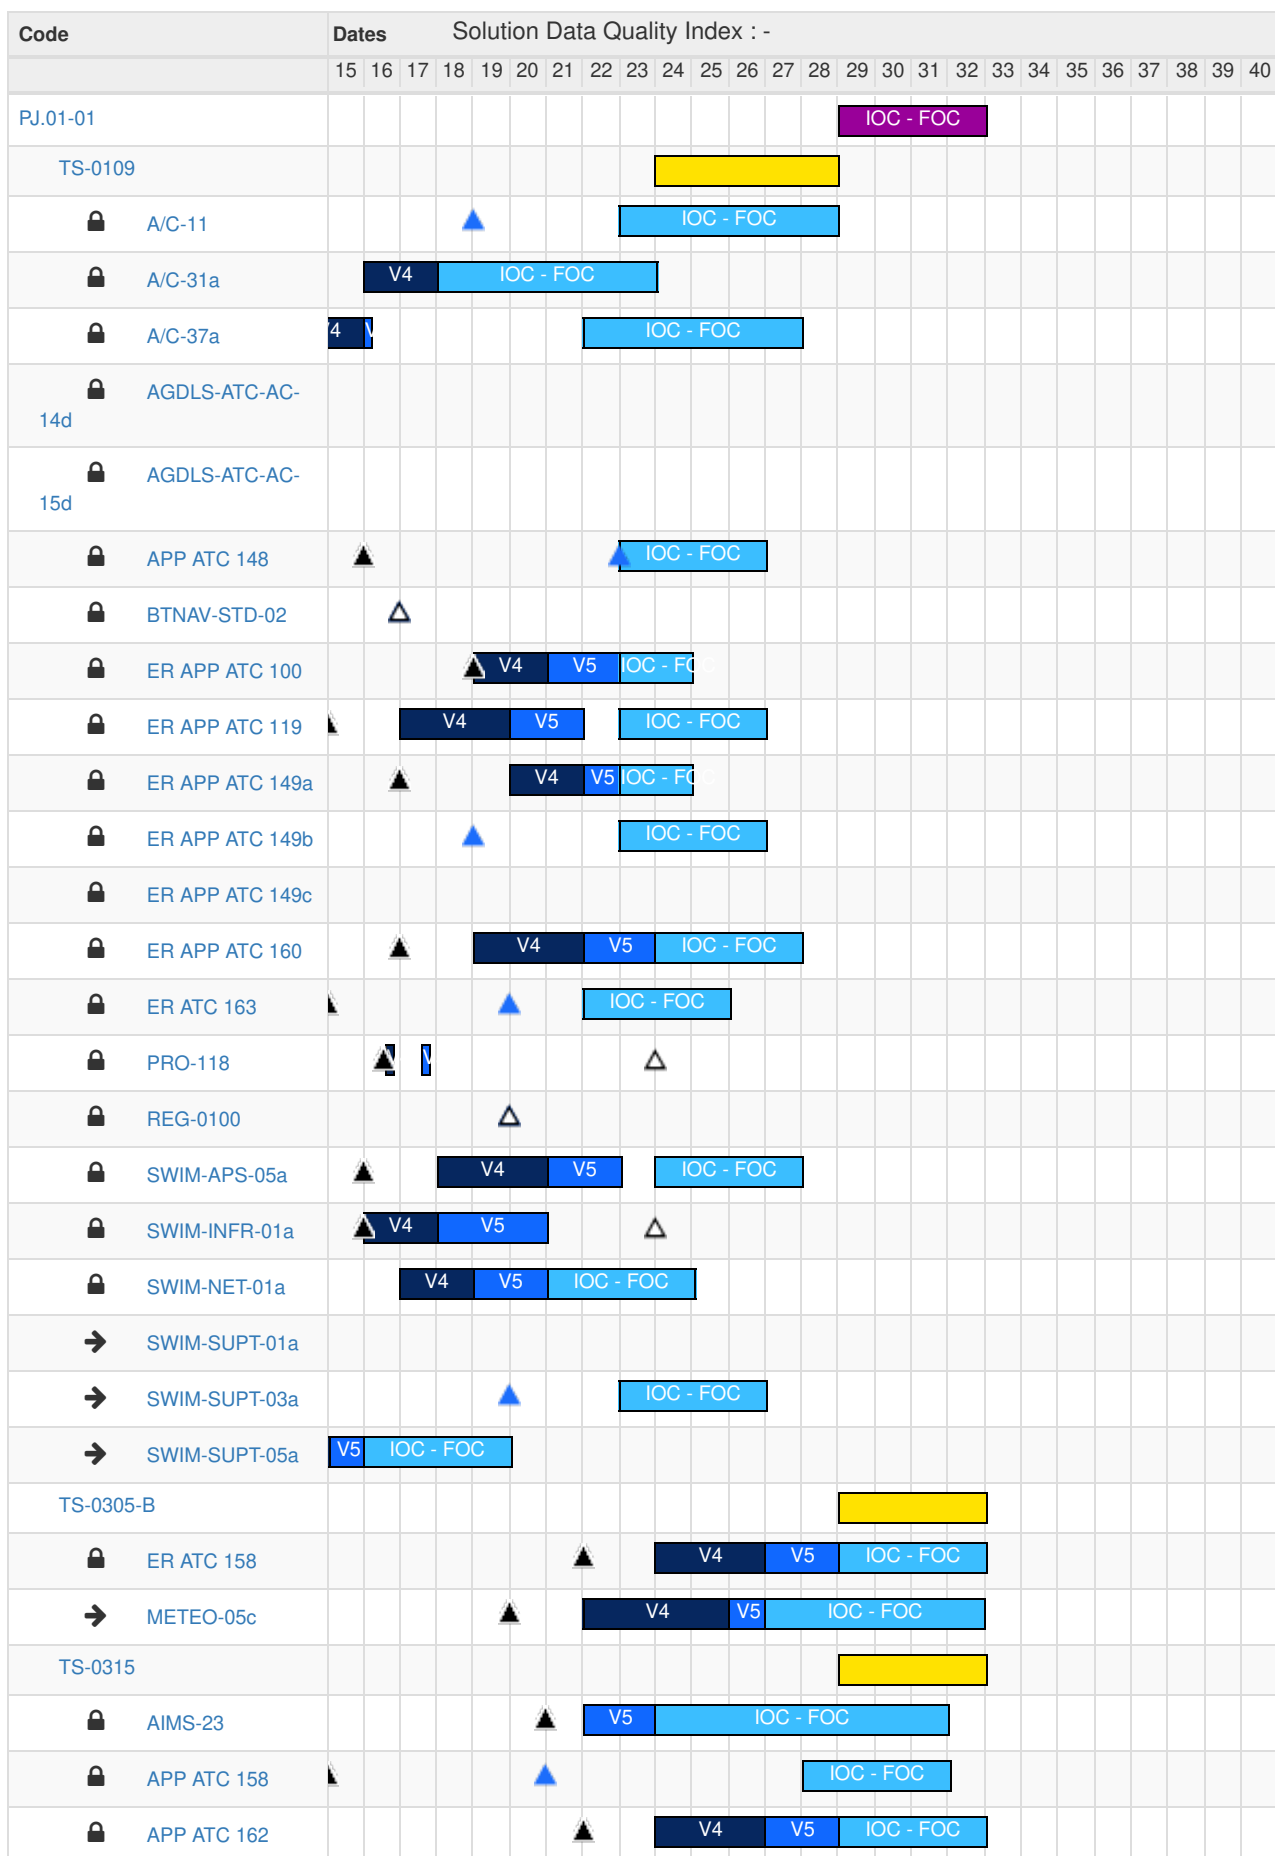 Code Dates Solution Data Quality Index : -
15 16 17 18 19 20 21 22 23 24 25 26 27 28 29 30 31 32 33 34 35 36 37 38 39 40
PJ.01-01 IOC - FOC
TS-0109
A/C-11 IOC - FOC
A/C-31a V4 IOC - FOC
A/C-37a /4 V IOC - FOC
AGDLS-ATC-AC-
14d
AGDLS-ATC-AC-
15d
APP ATC 148 IOC - FOC
BTNAV-STD-02
ER APP ATC 100 V4 V5 IOC - FOC
ER APP ATC 119 V4 V5 IOC - FOC
ER APP ATC 149a V4 V5 IOC - FOC
ER APP ATC 149b IOC - FOC
ER APP ATC 149c
ER APP ATC 160 V4 V5 IOC - FOC
ER ATC 163 IOC - FOC
PRO-118 V V
REG-0100
SWIM-APS-05a V4 V5 IOC - FOC
SWIM-INFR-01a V4 V5
SWIM-NET-01a V4 V5 IOC - FOC
SWIM-SUPT-01a
SWIM-SUPT-03a IOC - FOC
SWIM-SUPT-05a V5 IOC - FOC
TS-0305-B
ER ATC 158 V4 V5 IOC - FOC
METEO-05c V4 V5 IOC - FOC
TS-0315
AIMS-23 V5 IOC - FOC
APP ATC 158 IOC - FOC
APP ATC 162 V4 V5 IOC - FOC